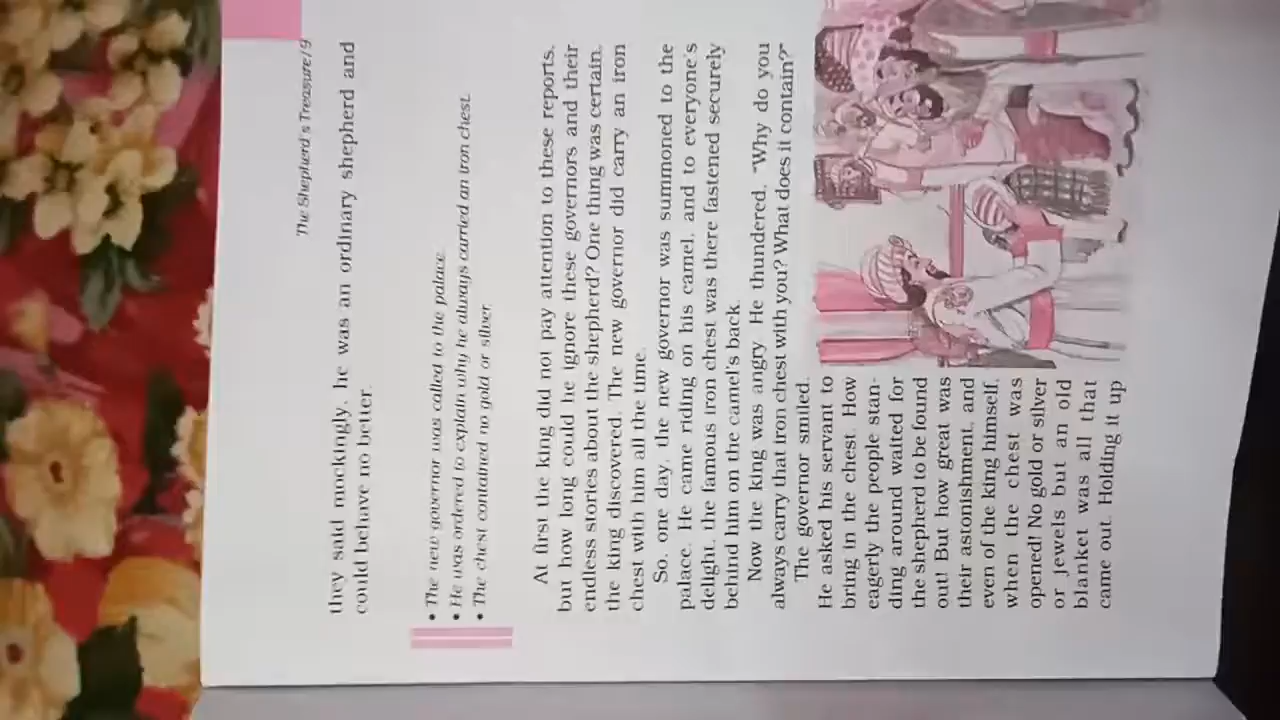 The Shepherd's Treasure/9
they said mockingly, he was an ordinary shepherd and
could behave no better.
• The new governor was called to the palace.
• He was ordered to explain why he always carried an iron chest.
• The chest contained no gold or silver.
At first the king did not pay attention to these reports,
but how long could he ignore these governors and their
endless stories about the shepherd? One thing was certain,
the king discovered. The new governor did carry an iron
chest with him all the time.
So, one day, the new governor was summoned to the
palace. He came riding on his camel, and to everyone's
delight, the famous iron chest was there fastened securely
behind him on the camel's back.
Now the king was angry. He thundered, "Why do you
always carry that iron chest with you? What does it contain?"
The governor smiled.
He asked his servant to
bring in the chest. How
eagerly the people stan-
ding around waited for
the shepherd to be found
out! But how great was
their astonishment, and
even of the king himself,
when the chest was
opened! No gold or silver
or jewels but an old
blanket was all that
came out. Holding it up